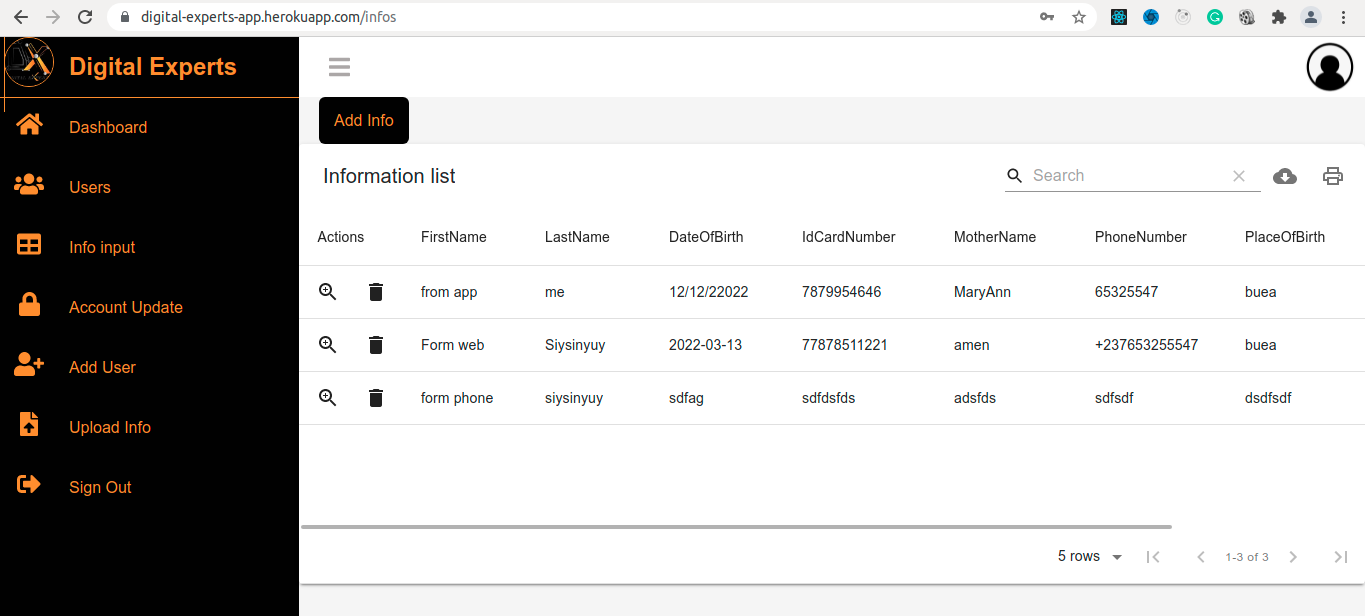 digital-experts-app.herokuapp.com/infos
Digital Experts
Dashboard
Users
Info input
Account Update
Add User
Upload Info
Sign Out
Add Info
Information list
Search
Actions FirstName LastName DateOfBirth IdCardNumber MotherName PhoneNumber PlaceOfBirth
from app me 12/12/22022 7879954646 MaryAnn 65325547 buea
Form web Siysinyuy 2022-03-13 77878511221 amen +237653255547 buea
form phone siysinyuy sdfag sdfdsfds adsfds sdfsdf dsdfsdf
5 rows 1-3 of 3